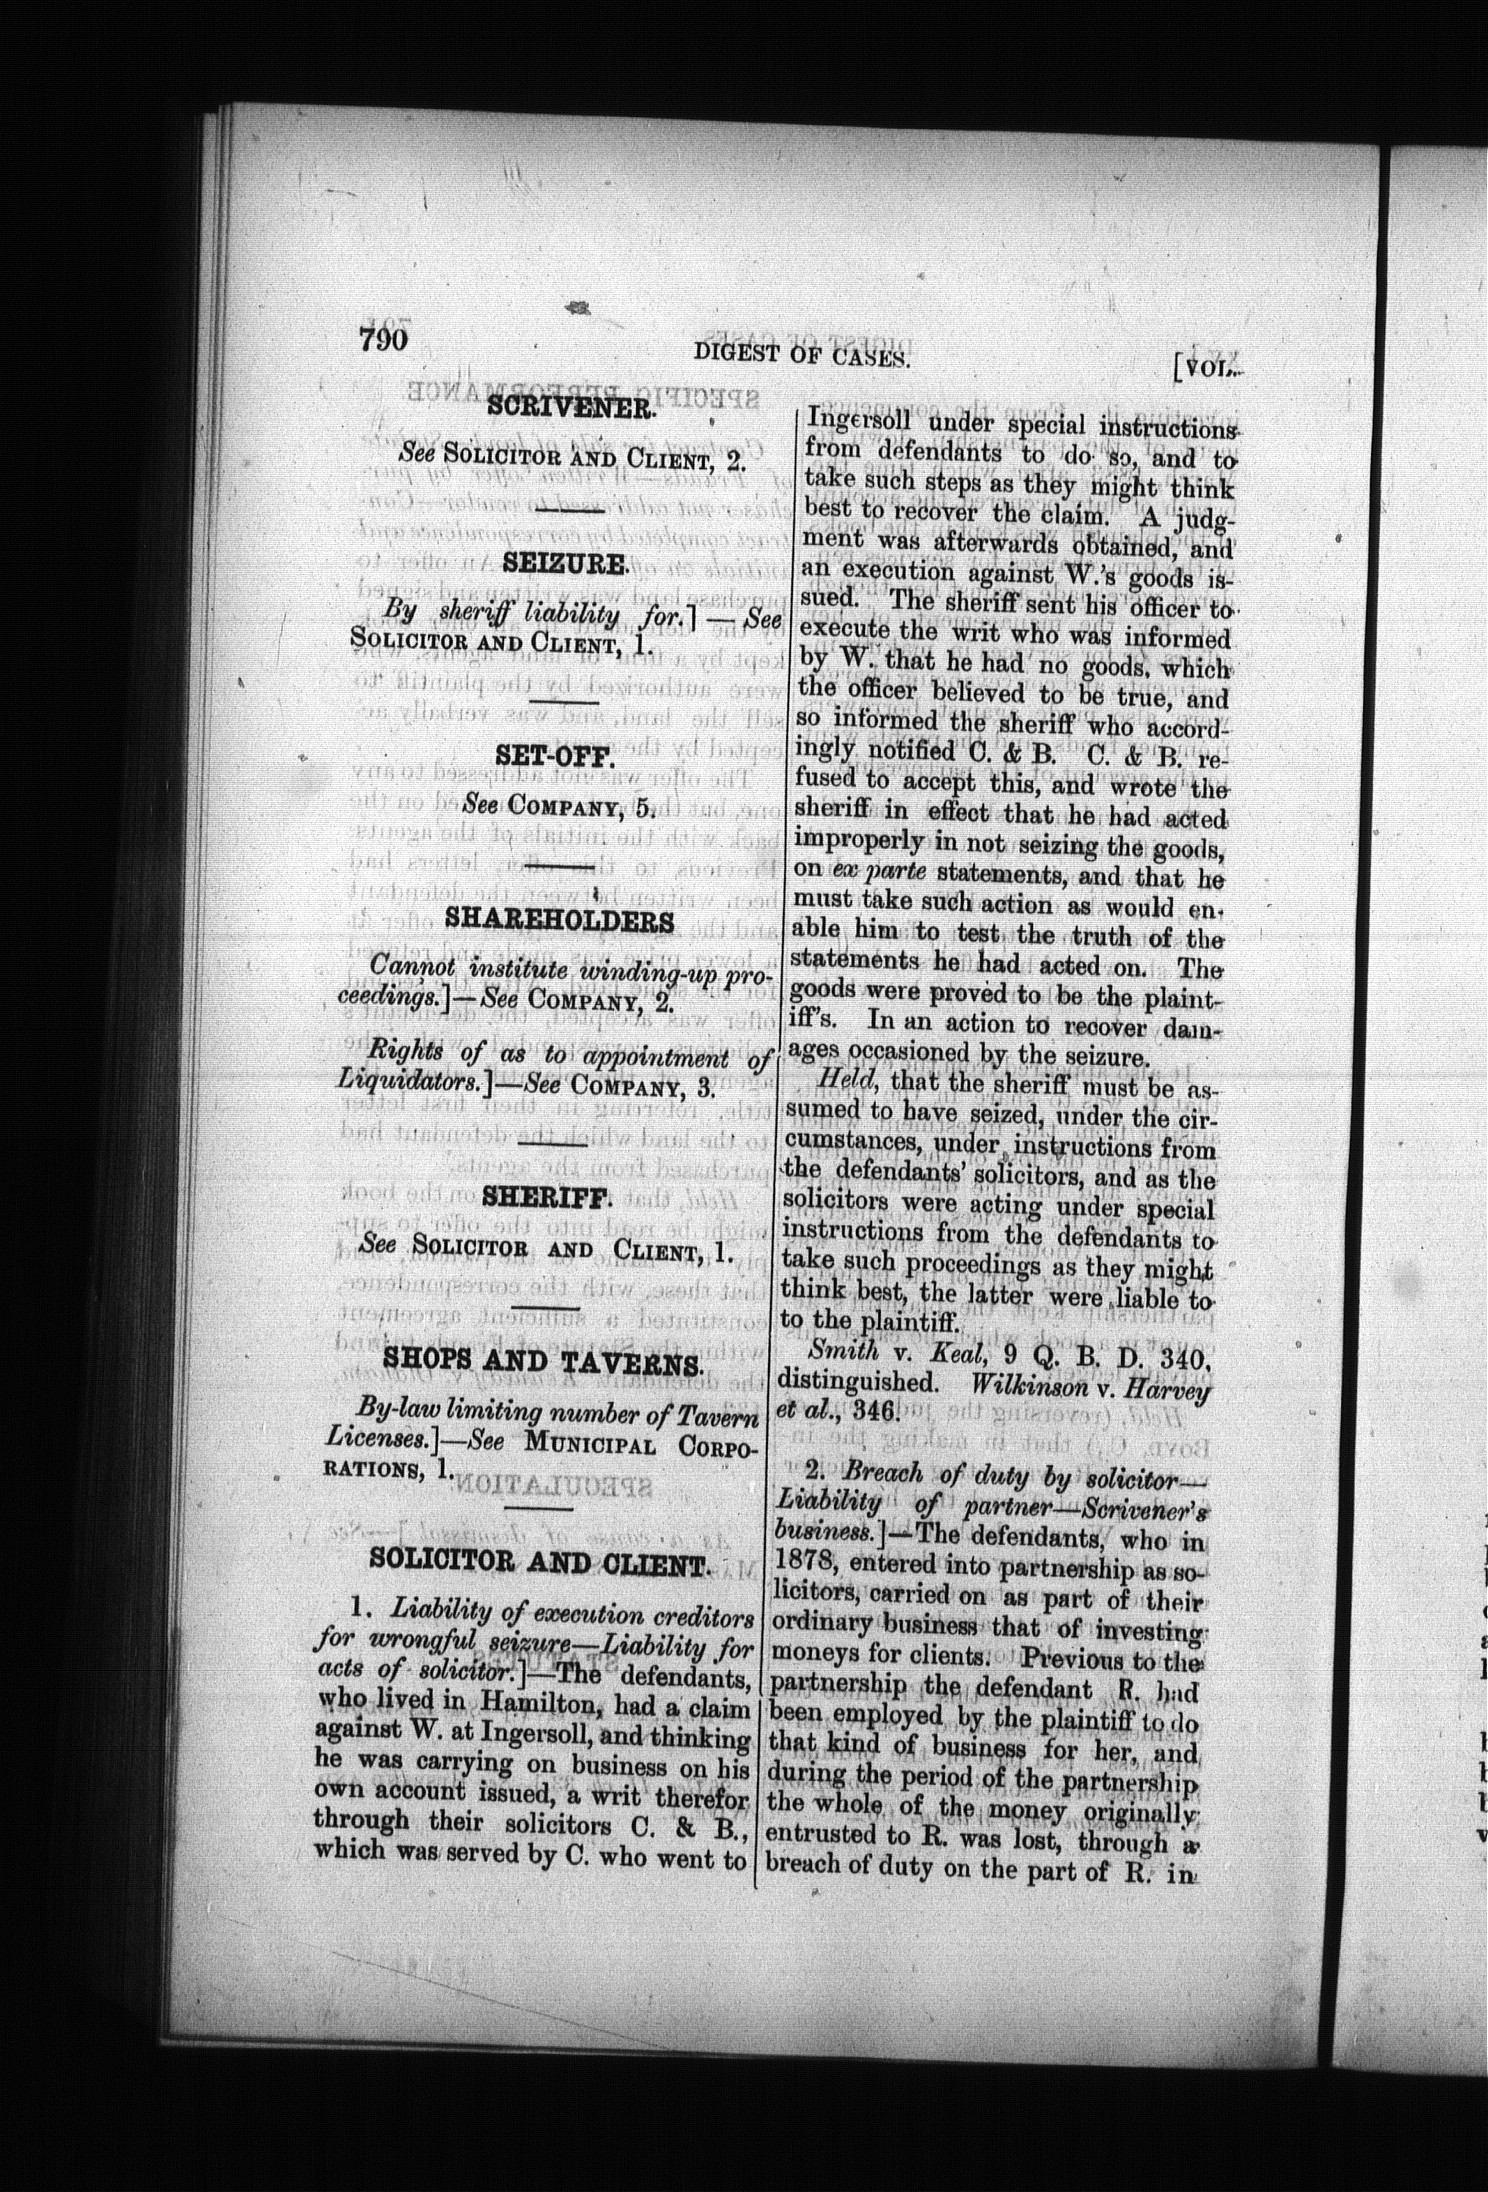 790
DIGEST OF CASES.
[VOL.
SCRIVENER.
See SOLICITOR AND CLIENT, 2.
SEIZURE.
By sheriff liability for.] — See
SOLICITOR AND CLIENT, 1.
SET-OFF.
See COMPANY, 5.
SHAREHOLDERS
Cannot institute winding-up pro-
ceedings.]—See COMPANY, 2.
Rights of as to appointment of
Liquidators.]—See COMPANY, 3.
SHERIFF.
See SOLICITOR AND CLIENT, 1.
SHOPS AND TAVERNS.
By-law limiting number of Tavern
Licenses.]—See MUNICIPAL CORPO-
RATIONS, 1.
SOLICITOR AND CLIENT.
1. Liability of execution creditors
for wrongful seizure—Liability for
acts of solicitor.]—The defendants,
who lived in Hamilton, had a claim
against W. at Ingersoll, and thinking
he was carrying on business on his
own account issued, a writ therefor
through their solicitors C. & B.,
which was served by C. who went to
Ingersoll under special instructions
from defendants to do so, and to
take such steps as they might think
best to recover the claim. A judg-
ment was afterwards obtained, and
an execution against W.'s goods is-
sued. The sheriff sent his officer to
execute the writ who was informed
by W. that he had no goods, which
the officer believed to be true, and
so informed the sheriff who accord-
ingly notified C. & B. C. & B. re-
fused to accept this, and wrote the
sheriff in effect that he had acted
improperly in not seizing the goods,
on ex parte statements, and that he
must take such action as would en-
able him to test the truth of the
statements he had acted on. The
goods were proved to be the plaint-
iff's. In an action to recover dam-
ages occasioned by the seizure.
Held, that the sheriff must be as-
sumed to have seized, under the cir-
cumstances, under instructions from
the defendants' solicitors, and as the
solicitors were acting under special
instructions from the defendants to
take such proceedings as they might
think best, the latter were liable to
to the plaintiff.
Smith v. Keal, 9 Q. B. D. 340,
distinguished. Wilkinson v. Harvey
et al., 346.
2. Breach of duty by solicitor—
Liability of partner—Scrivener's
business.]—The defendants, who in
1878, entered into partnership as so-
licitors, carried on as part of their
ordinary business that of investing
moneys for clients. Previous to the
partnership the defendant R. had
been employed by the plaintiff to do
that kind of business for her, and
during the period of the partnership
the whole of the money originally
entrusted to R. was lost, through a
breach of duty on the part of R. in